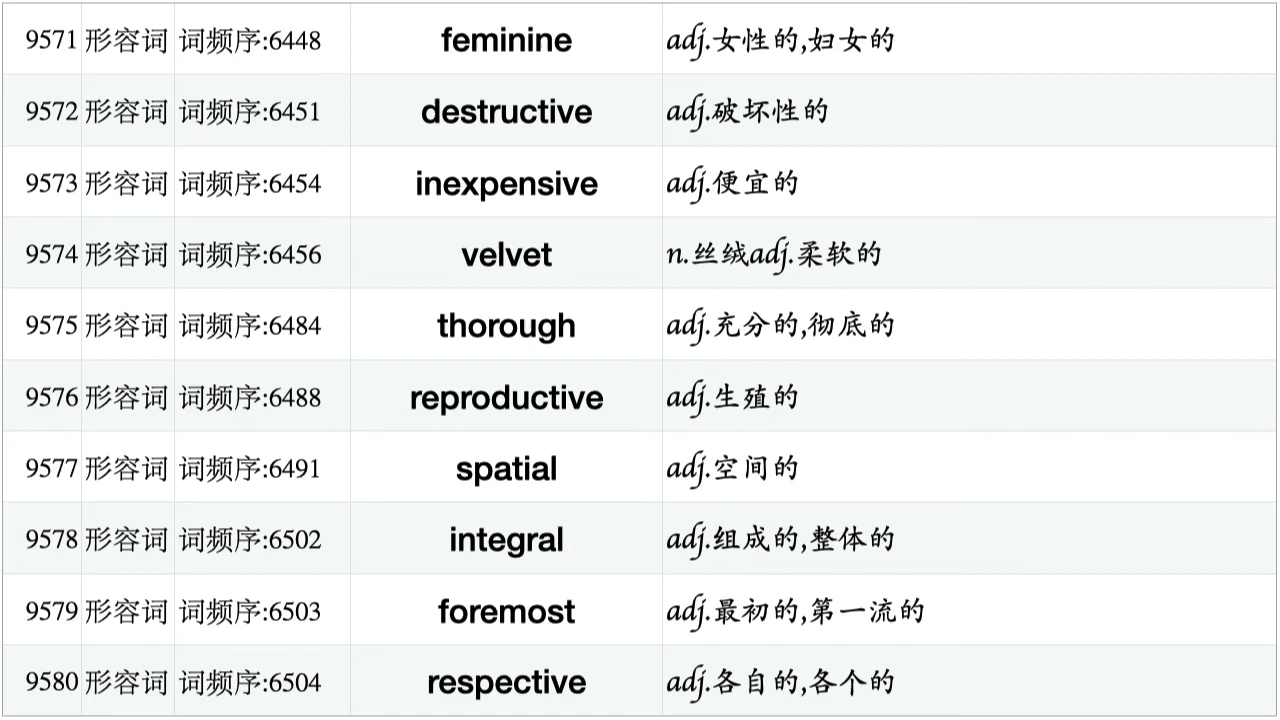 9571 形容词 词频序:6448 feminine adj.女性的,妇女的
9572 形容词 词频序:6451 destructive adj.破坏性的
9573 形容词 词频序:6454 inexpensive adj.便宜的
9574 形容词 词频序:6456 velvet n.丝绒adj.柔软的
9575 形容词 词频序:6484 thorough adj.充分的,彻底的
9576 形容词 词频序:6488 reproductive adj.生殖的
9577 形容词 词频序:6491 spatial adj.空间的
9578 形容词 词频序:6502 integral adj.组成的,整体的
9579 形容词 词频序:6503 foremost adj.最初的,第一流的
9580 形容词 词频序:6504 respective adj.各自的,各个的